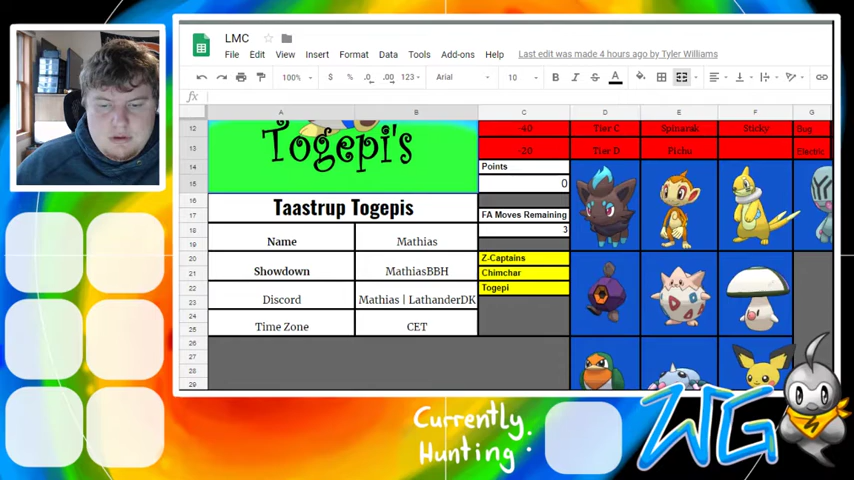 LMC
File Edit View Insert Format Data Tools Add-ons Help Last edit was made 4 hours ago by Tyler Williams
100% $ % .0 .00 123 Arial 10 B I S A
fx
A B C D E F G
12 -40 Tier C Spinarak Sticky Bug
13 Togepi's -20 Tier D Pichu Electric
14 Points
15 0
16 Taastrup Togepis
17 FA Moves Remaining
18 Name Mathias 3
19
20 Z-Captains
21 Showdown MathiasBBH Chimchar
22 Togepi
23 Discord Mathias | LathanderDK
24
25 Time Zone CET
26
27
28
29
Currently
Hunting:
WG